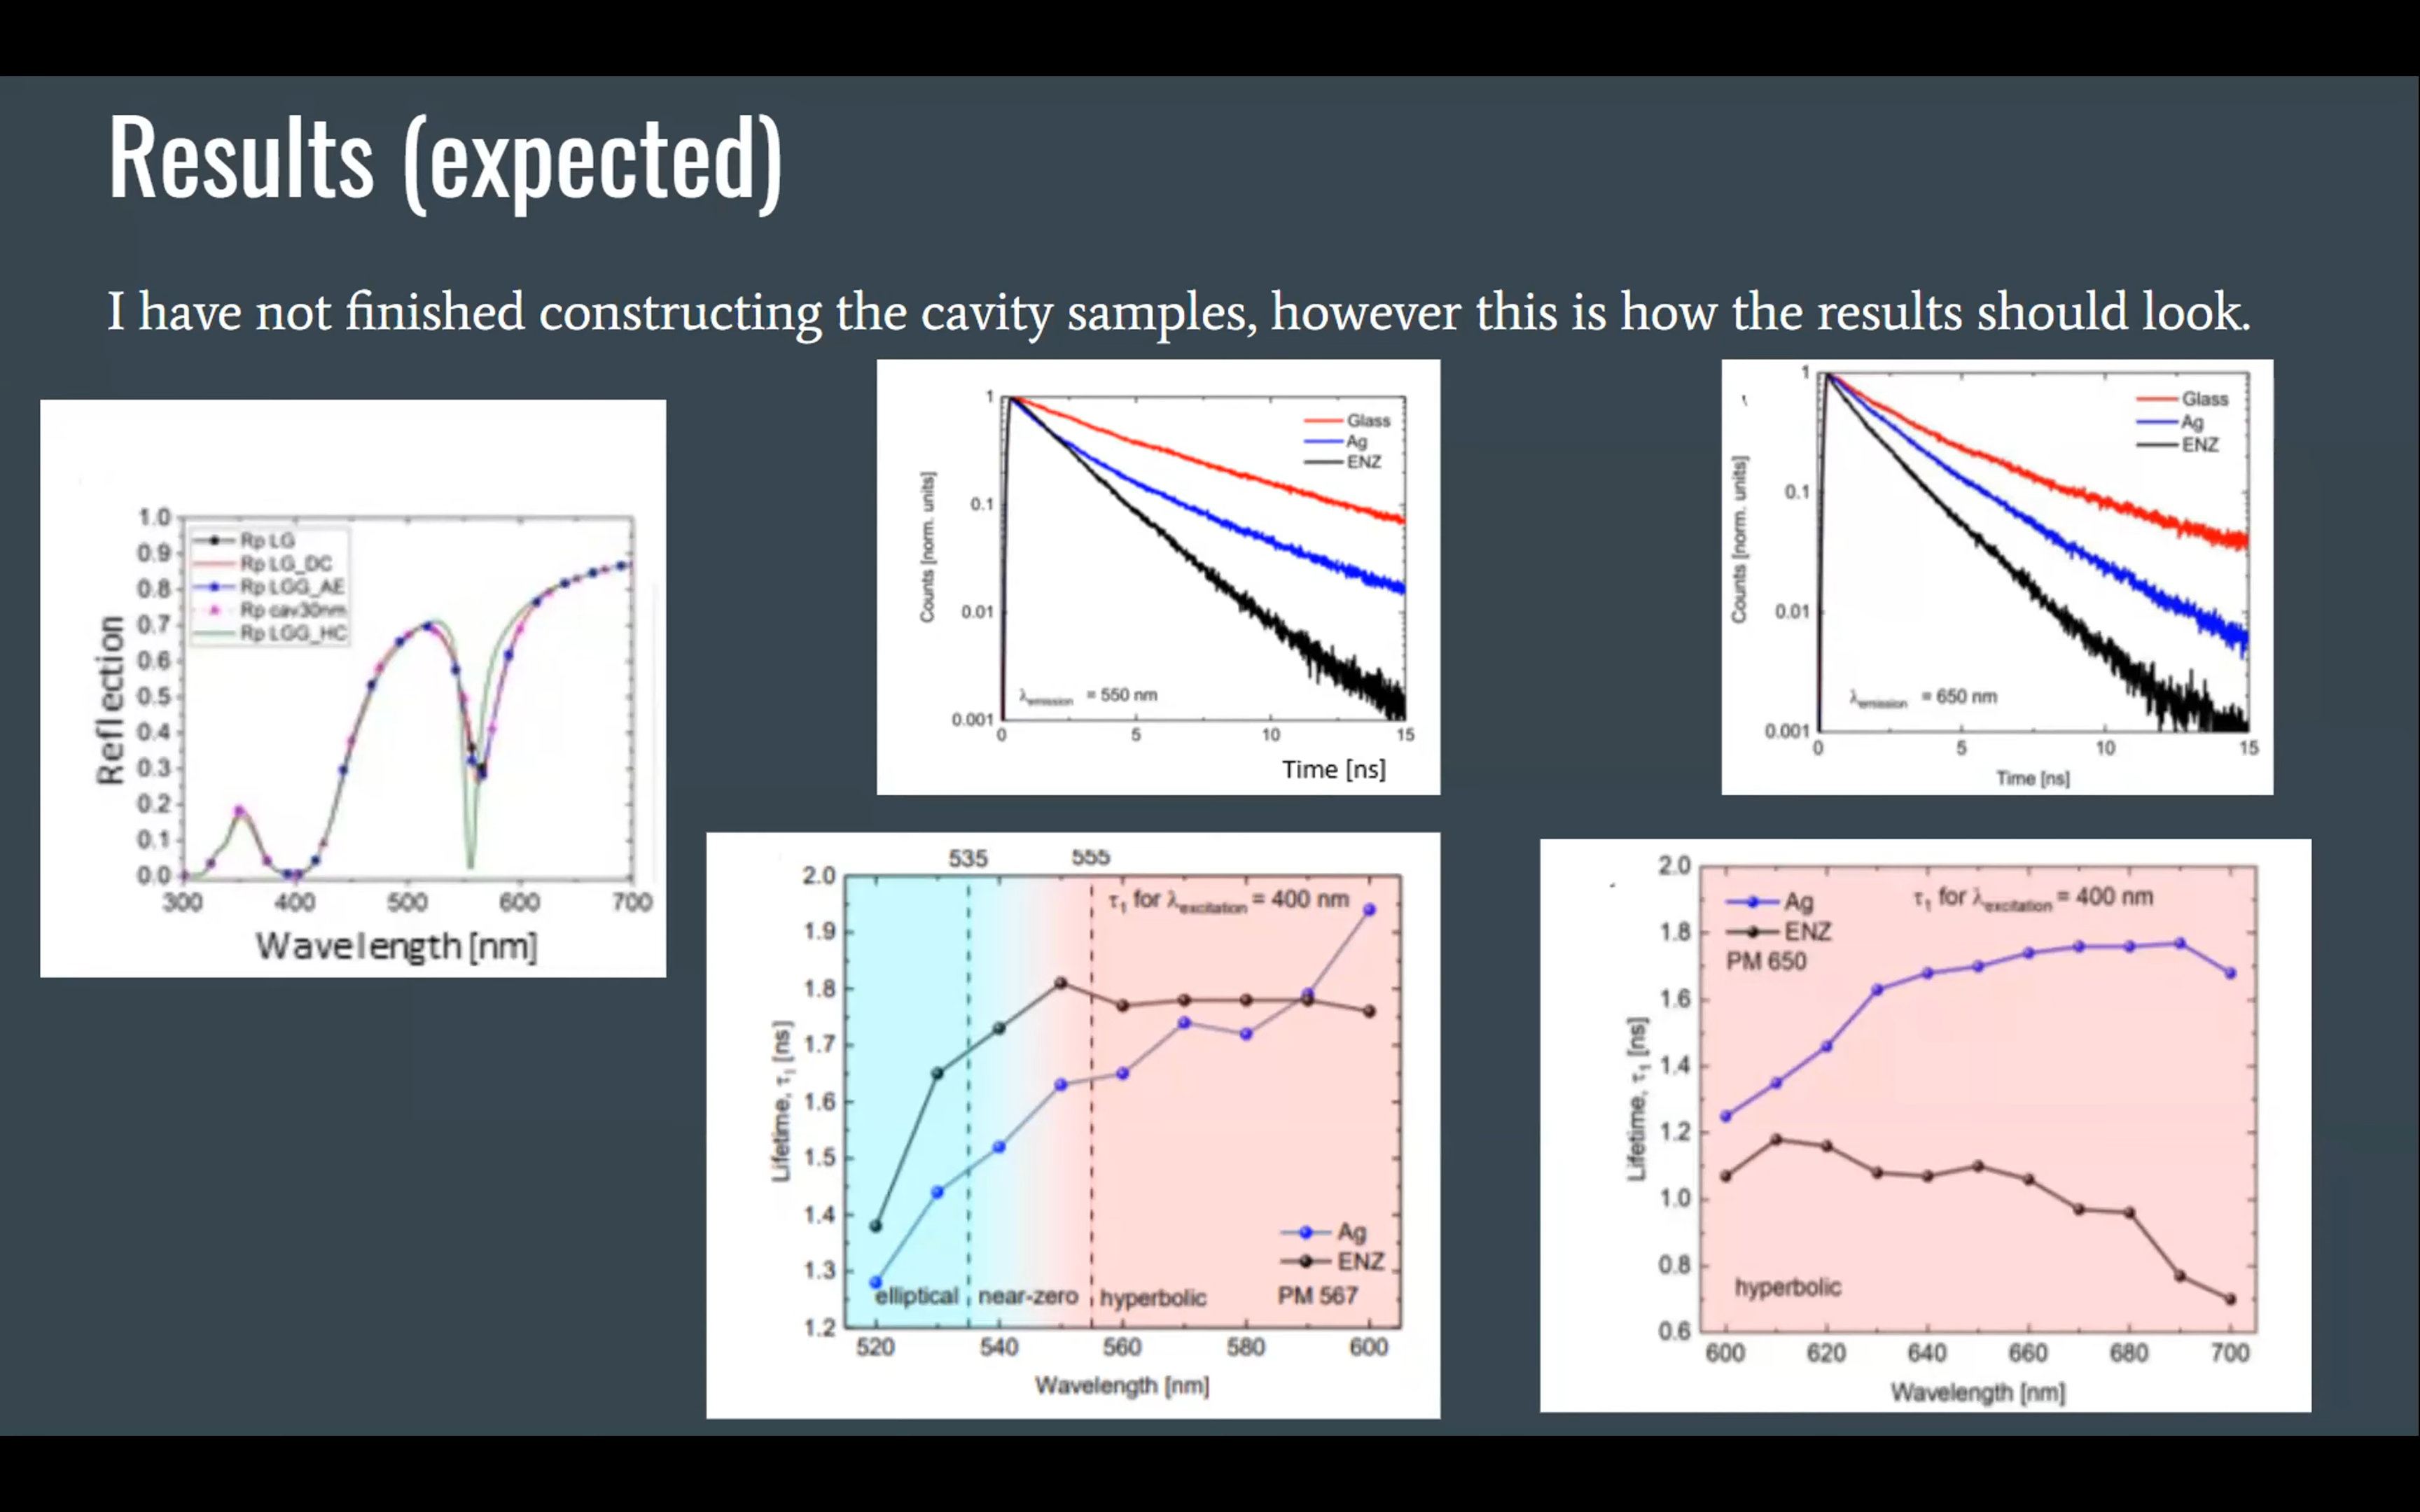 Results (expected)
I have not finished constructing the cavity samples, however this is how the results should look.
1.0
0.9
0.8
0.7
0.6
0.5
0.4
0.3
0.2
0.1
0.0
Reflection
Rp LG
Rp LG_DC
Rp LGG_AE
Rp cav30nm
Rp LGG_HC
300 400 500 600 700
Wavelength [nm]
1
0.1
0.01
0.001
Counts [norm. units]
Glass
Ag
ENZ
λemission = 550 nm
0 5 10 15
Time [ns]
1
0.1
0.01
0.001
Counts [norm. units]
Glass
Ag
ENZ
λemission = 650 nm
0 5 10 15
Time [ns]
535 555
2.0
1.9
1.8
1.7
1.6
1.5
1.4
1.3
1.2
Lifetime, τ1 [ns]
τ1 for λexcitation = 400 nm
Ag
ENZ
elliptical near-zero hyperbolic PM 567
520 540 560 580 600
Wavelength [nm]
2.0
1.8
1.6
1.4
1.2
1.0
0.8
0.6
Lifetime, τ1 [ns]
Ag
ENZ
PM 650
τ1 for λexcitation = 400 nm
hyperbolic
600 620 640 660 680 700
Wavelength [nm]